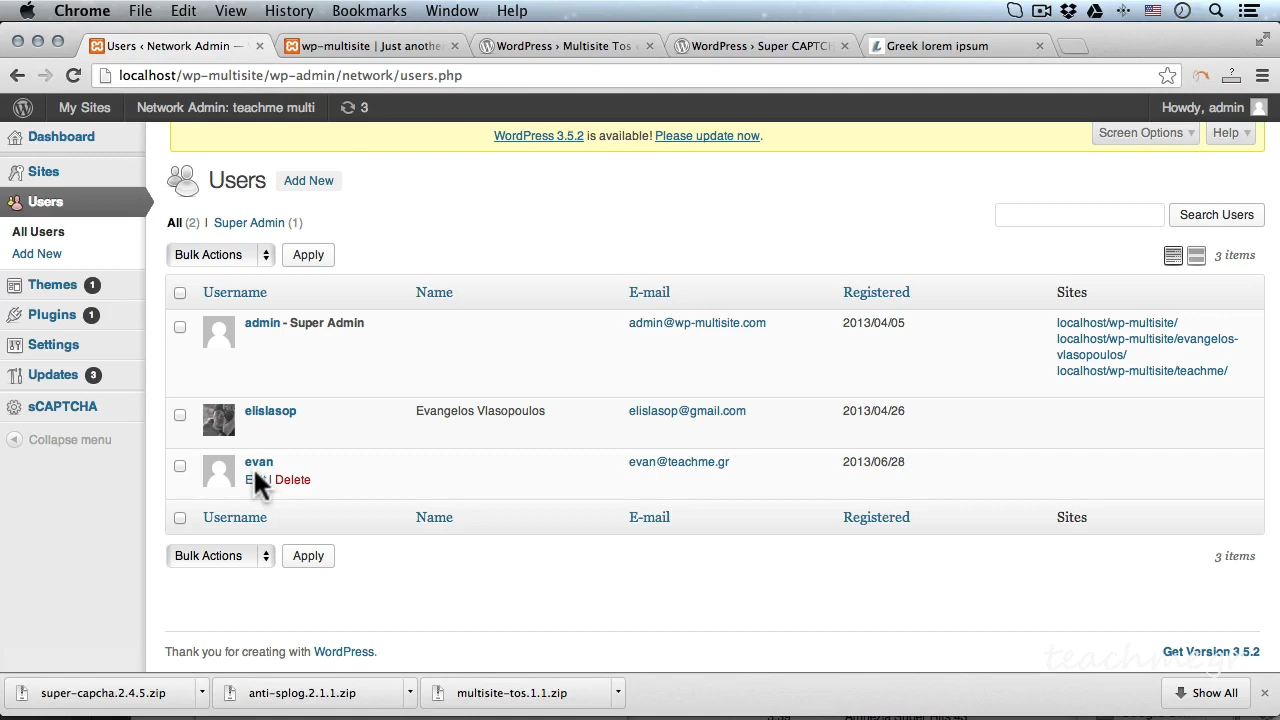 Chrome File Edit View History Bookmarks Window Help
Users ‹ Network Admin —
wp-multisite | Just anothe
WordPress › Multisite Tos ‹
WordPress › Super CAPTCH
Greek lorem ipsum
localhost/wp-multisite/wp-admin/network/users.php
My Sites Network Admin: teachme multi 3 Howdy, admin
Dashboard
Sites
Users
All Users
Add New
Themes 1
Plugins 1
Settings
Updates 3
sCAPTCHA
Collapse menu
WordPress 3.5.2 is available! Please update now.
Screen Options Help
Users Add New
All (2) | Super Admin (1)
Search Users
Bulk Actions Apply 3 items
Username Name E-mail Registered Sites
admin - Super Admin admin@wp-multisite.com 2013/04/05 localhost/wp-multisite/
localhost/wp-multisite/evangelos-
vlasopoulos/
localhost/wp-multisite/teachme/
elislasop Evangelos Vlasopoulos elislasop@gmail.com 2013/04/26
evan evan@teachme.gr 2013/06/28
| Delete
Username Name E-mail Registered Sites
Bulk Actions Apply 3 items
Thank you for creating with WordPress. Get Version 3.5.2
teachme.gr
super-capcha.2.4.5.zip anti-splog.2.1.1.zip multisite-tos.1.1.zip Show All